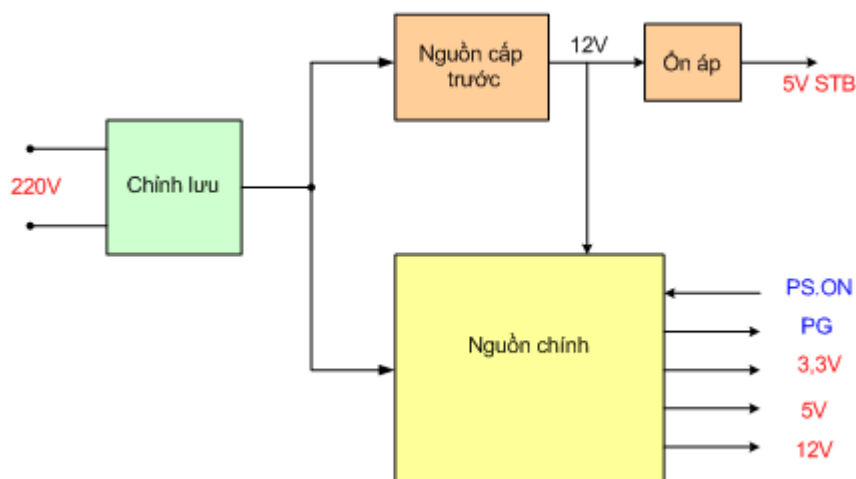 Nguồn cấp
trước
12V
Ổn áp
5V STB
220V
Chỉnh lưu
Nguồn chính
PS.ON
PG
3,3V
5V
12V